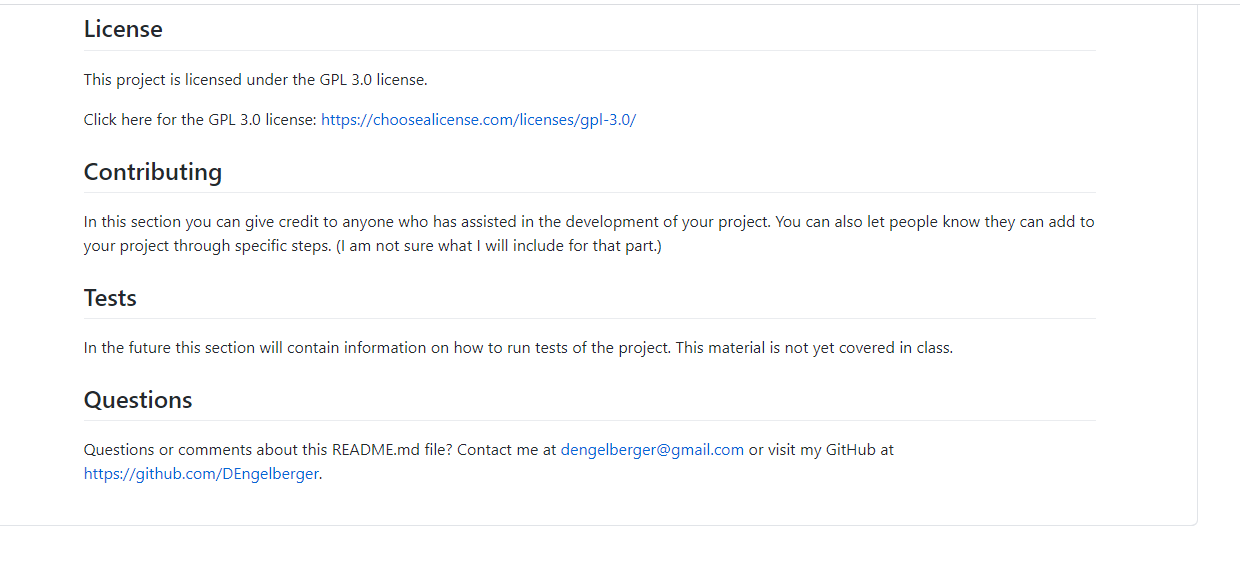 License
This project is licensed under the GPL 3.0 license.
Click here for the GPL 3.0 license: https://choosealicense.com/licenses/gpl-3.0/
Contributing
In this section you can give credit to anyone who has assisted in the development of your project. You can also let people know they can add to
your project through specific steps. (I am not sure what I will include for that part.)
Tests
In the future this section will contain information on how to run tests of the project. This material is not yet covered in class.
Questions
Questions or comments about this README.md file? Contact me at dengelberger@gmail.com or visit my GitHub at
https://github.com/DEngelberger.